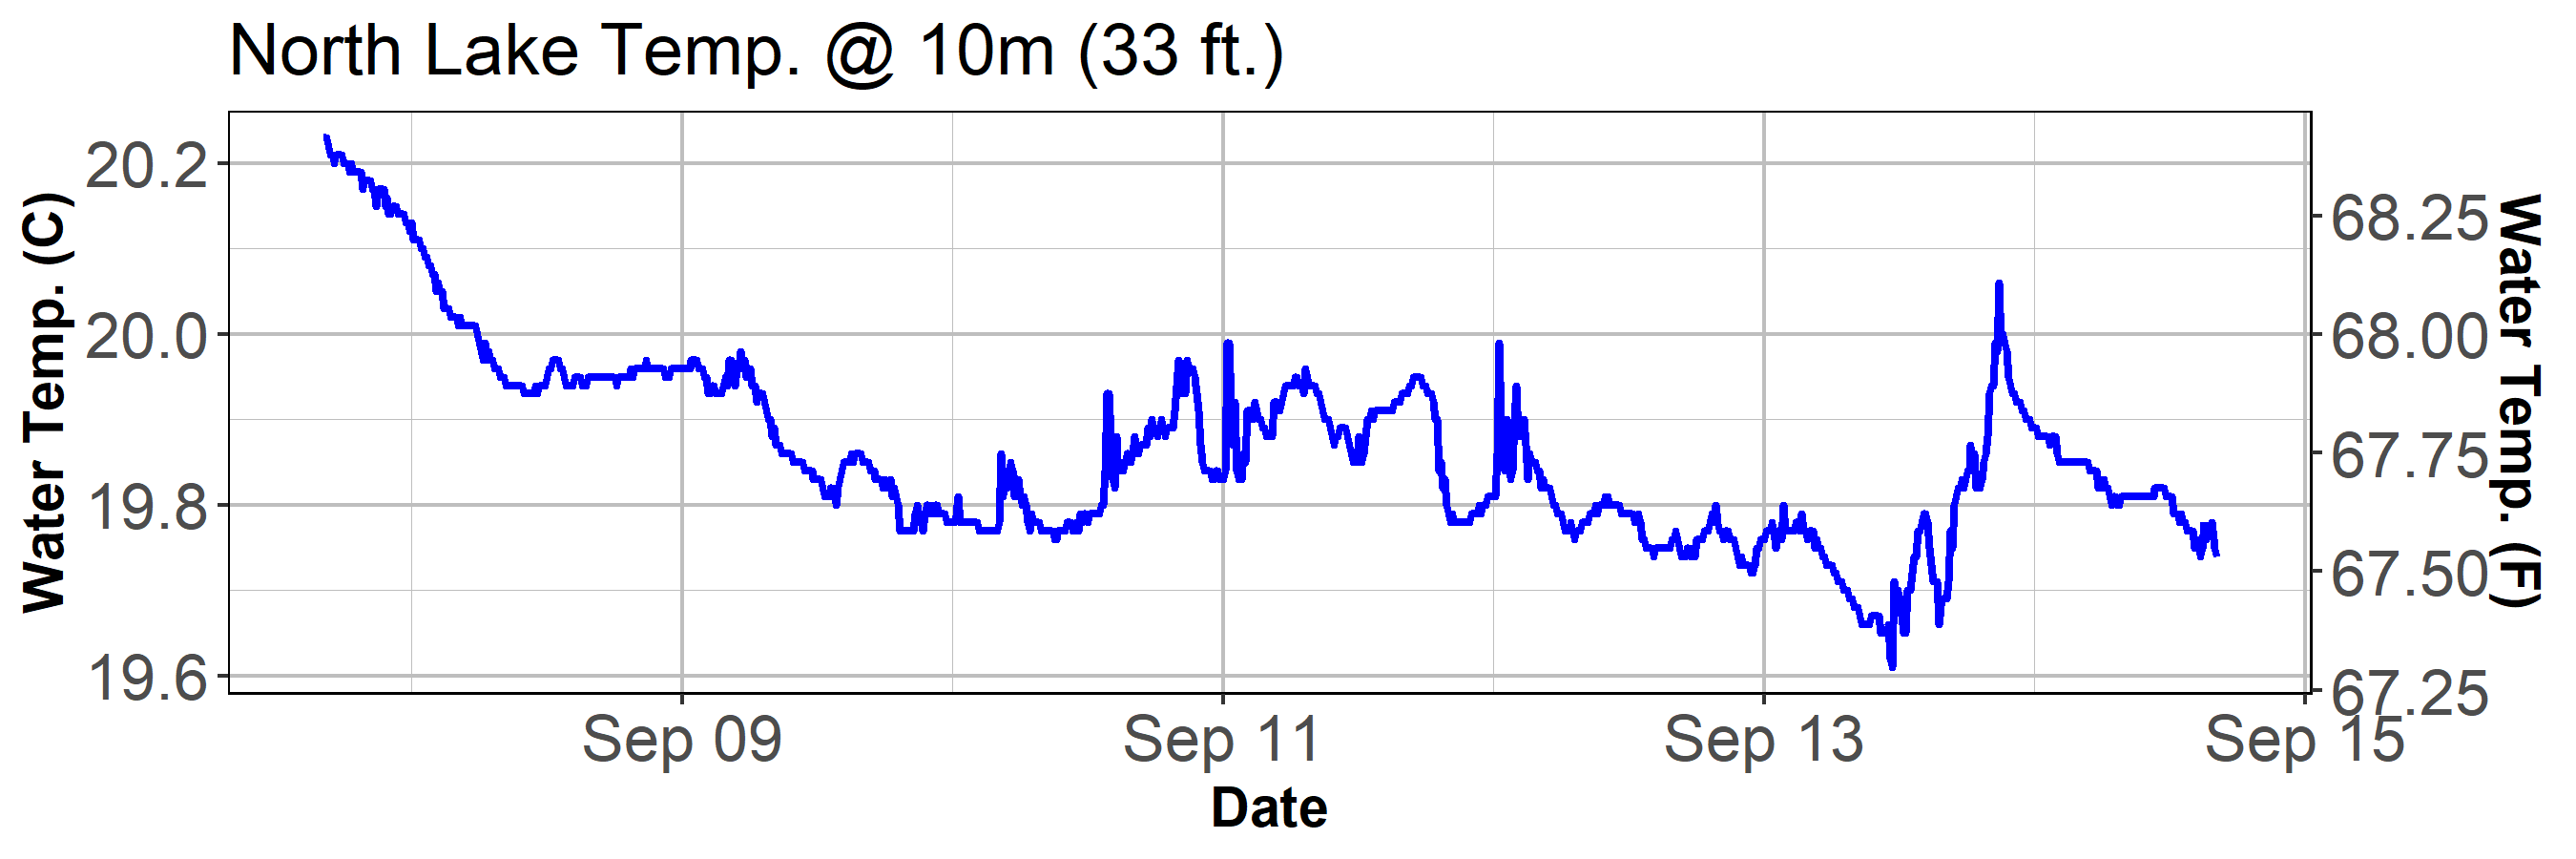 North Lake Temp. @ 10m (33 ft.)
Water Temp. (C)
20.2
20.0
19.8
19.6
68.25
68.00
67.75
67.50
67.25
Water Temp. (F)
Sep 09
Sep 11
Sep 13
Sep 15
Date